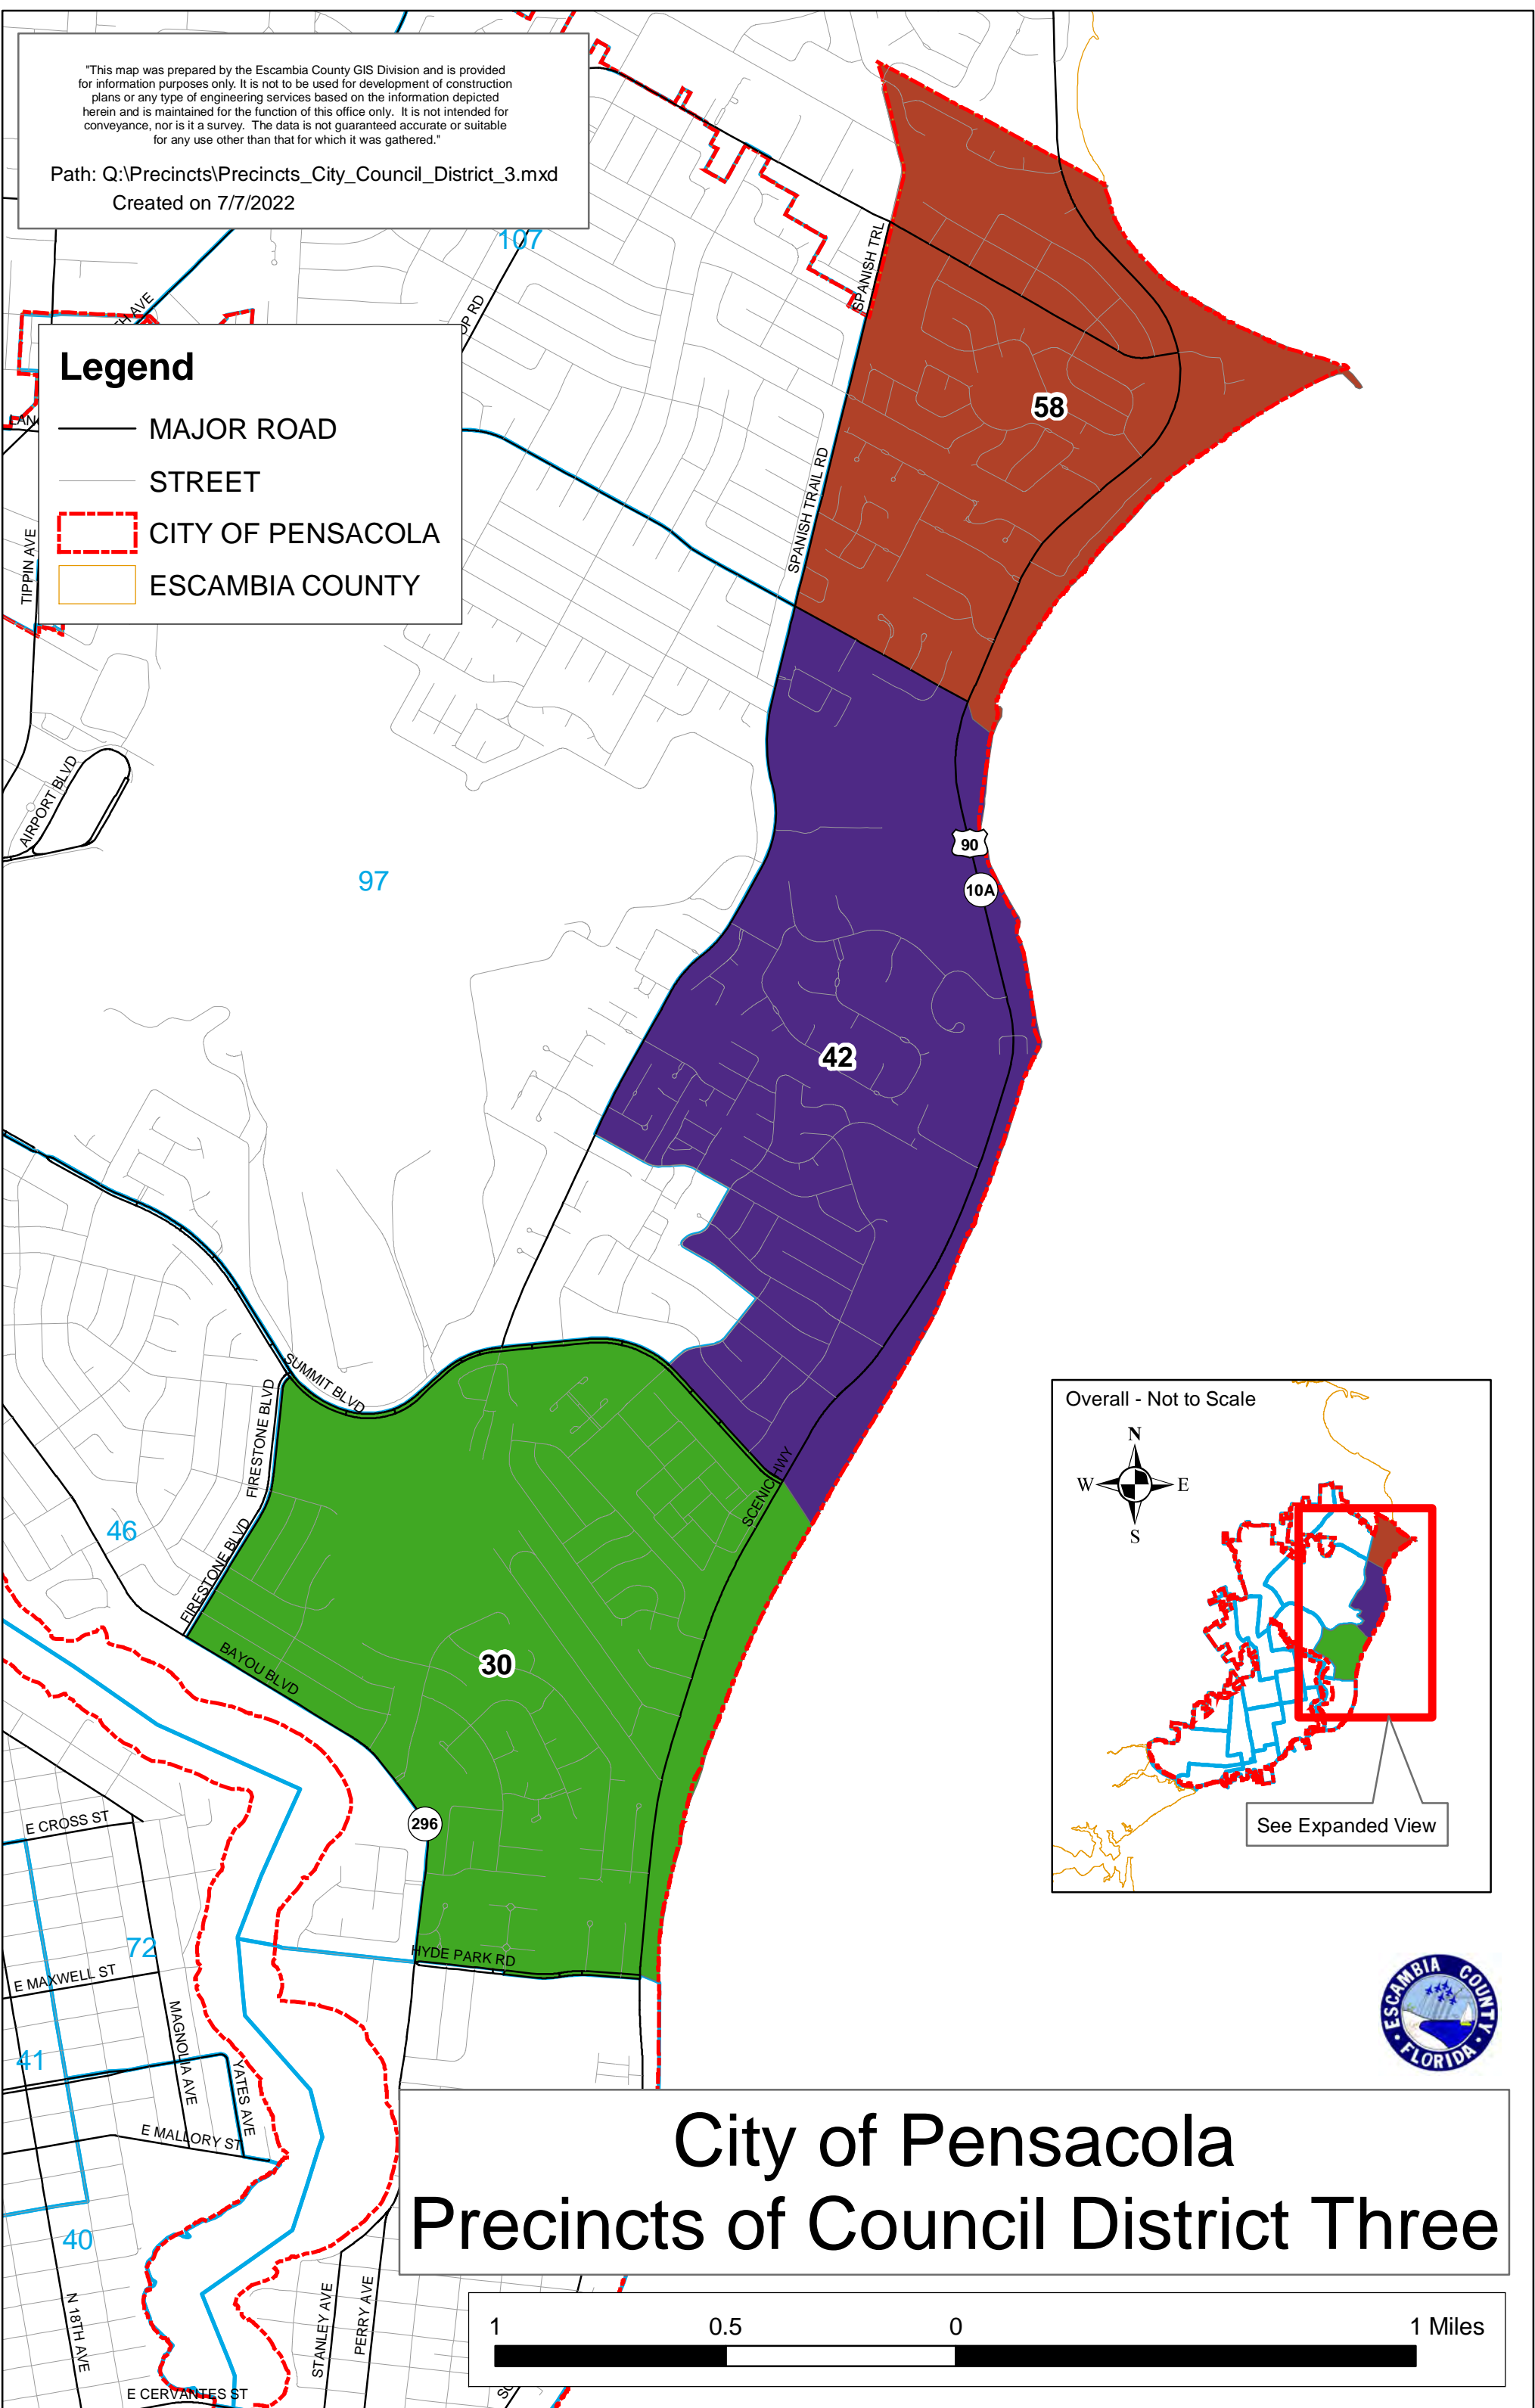 "This map was prepared by the Escambia County GIS Division and is provided
for information purposes only. It is not to be used for development of construction
plans or any type of engineering services based on the information depicted
herein and is maintained for the function of this office only. It is not intended for
conveyance, nor is it a survey. The data is not guaranteed accurate or suitable
for any use other than that for which it was gathered."
Path: Q:\Precincts\Precincts_City_Council_District_3.mxd
Created on 7/7/2022
107
SPANISH TRL
AVE
RD
Legend
MAJOR ROAD
STREET
CITY OF PENSACOLA
ESCAMBIA COUNTY
58
SPANISH TRAIL RD
TIPPIN AVE
AIRPORT BLVD
90
10A
97
42
SUMMIT BLVD
FIRESTONE BLVD
SCENIC HWY
46
FIRESTONE BLVD
BAYOU BLVD
30
Overall - Not to Scale
N
W E
S
See Expanded View
E CROSS ST
296
72
HYDE PARK RD
E MAXWELL ST
MAGNOLIA AVE
41
YATES AVE
E MALLORY ST
ESCAMBIA COUNTY
FLORIDA
City of Pensacola
Precincts of Council District Three
40
N 18TH AVE
STANLEY AVE
PERRY AVE
E CERVANTES ST
1 0.5 0 1 Miles